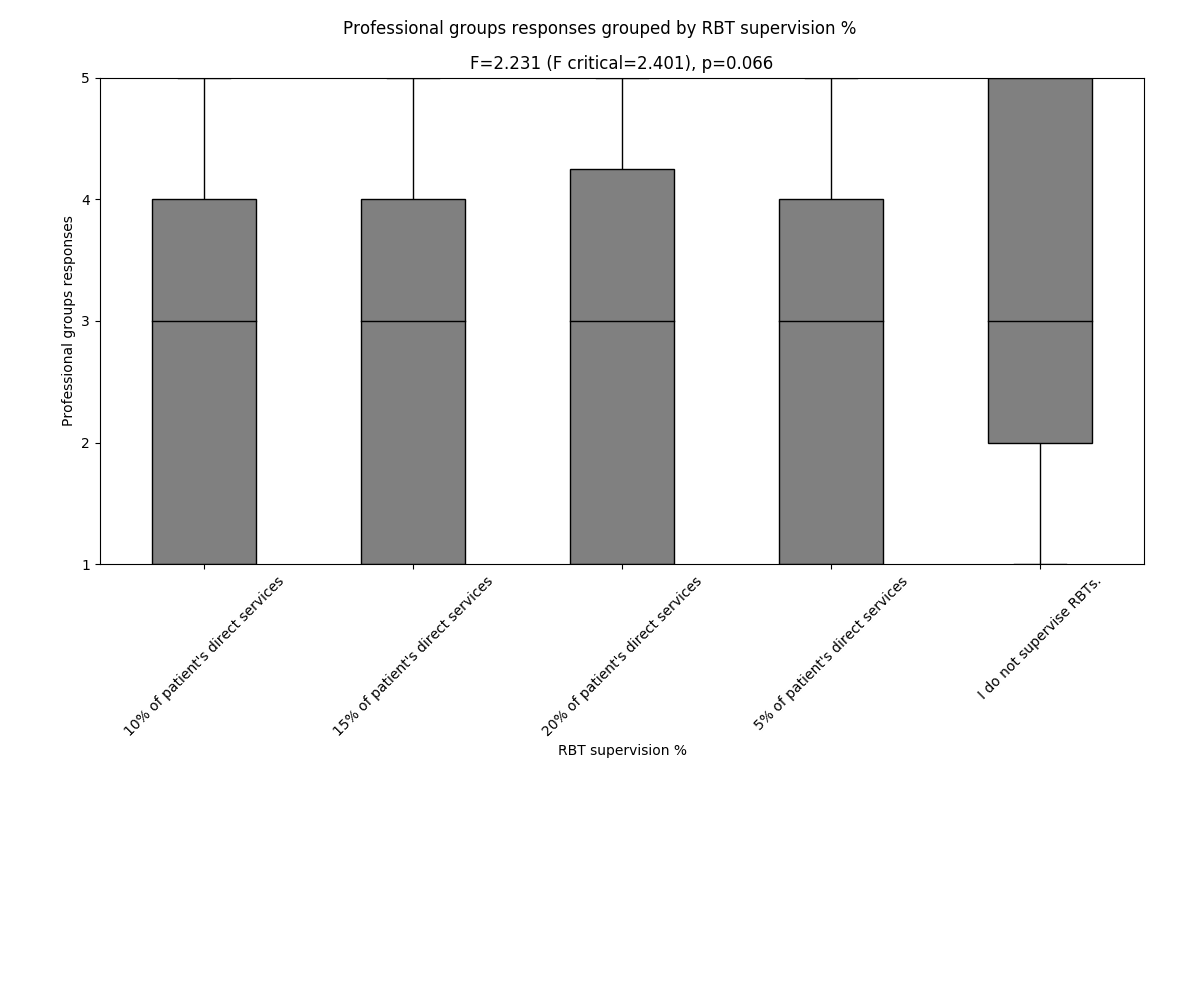 Professional groups responses grouped by RBT supervision %
F=2.231 (F critical=2.401), p=0.066
5
4
3
2
1
Professional groups responses
10% of patient's direct services
15% of patient's direct services
20% of patient's direct services
5% of patient's direct services
I do not supervise RBTs.
RBT supervision %